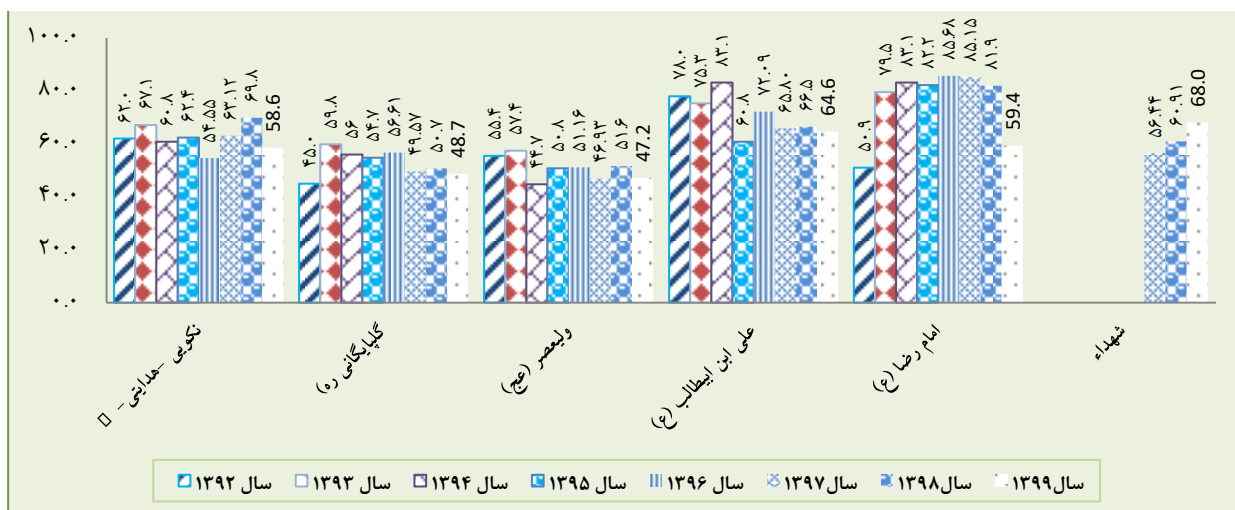 ۱۰۰.۰
۸۰.۰
۶۰.۰
۴۰.۰
۲۰.۰
۰.۰
۶۲.۰ ۶۷.۱ ۶۰.۸ ۶۲.۴ ۵۴.۵۵ ۶۳.۱۲ ۶۹.۸ 58.6
۴۵.۰ ۵۹.۸ ۵۶ ۵۴.۷ ۵۶.۶۱ ۴۹.۵۷ ۵۰.۷ 48.7
۵۵.۴ ۵۷.۴ ۴۴.۷ ۵۰.۸ ۵۱.۱۶ ۴۶.۹۳ ۵۱.۶ 47.2
۷۸.۰ ۷۵.۳ ۸۳.۱ ۶۰.۸ ۷۲.۰۹ ۶۵.۸۰ ۶۶.۵ 64.6
۵۰.۹ ۷۹.۵ ۸۳.۱ ۸۲.۲ ۸۵.۶۸ ۸۵.۱۵ ۸۱.۹ 59.4
۵۶.۴۴ ۶۰.۹۱ 68.0
نکویی -هدایتی-
گلپایگانی ره)
ولیعصر (عج)
علی ابن ابیطالب (ع)
امام رضا (ع)
شهداء
سال ۱۳۹۲ سال ۱۳۹۳ سال ۱۳۹۴ سال ۱۳۹۵ سال ۱۳۹۶ سال۱۳۹۷ سال۱۳۹۸ سال۱۳۹۹